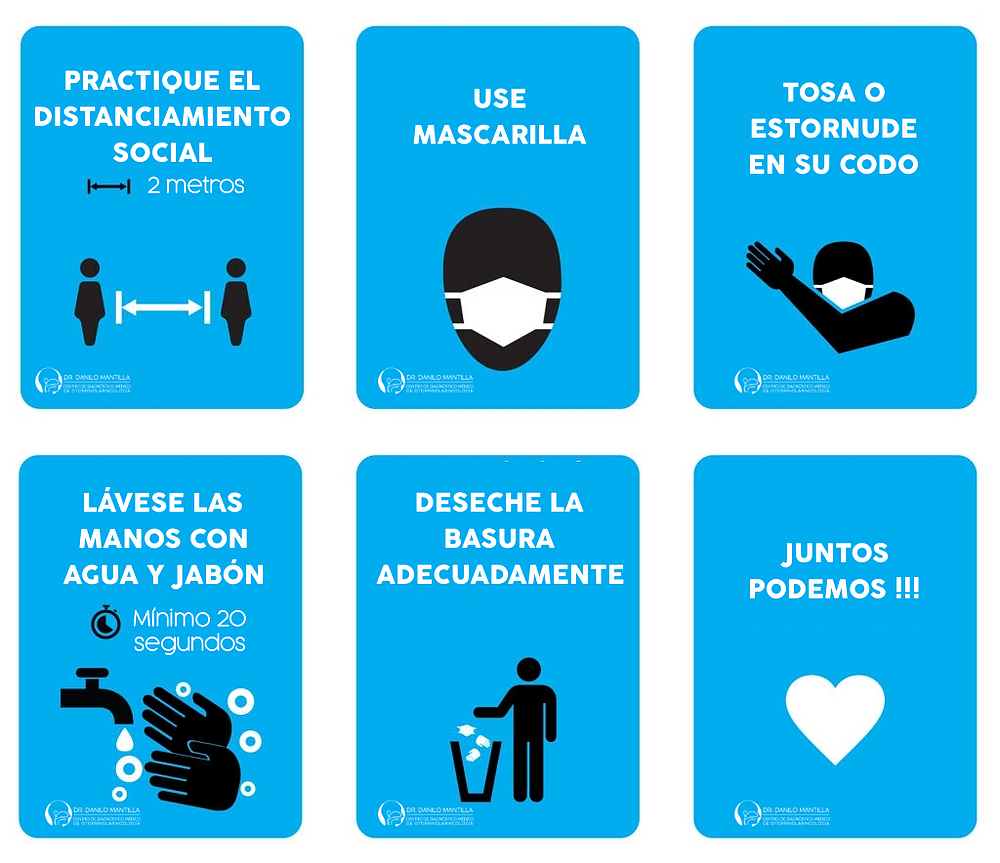 PRACTIQUE EL
DISTANCIAMIENTO
SOCIAL
2 metros
DR. DANILO MANTILLA
CENTRO DE DIAGNÓSTICO MÉDICO
DE OTORRINOLARINGOLOGÍA
USE
MASCARILLA
DR. DANILO MANTILLA
CENTRO DE DIAGNÓSTICO MÉDICO
DE OTORRINOLARINGOLOGÍA
TOSA O
ESTORNUDE
EN SU CODO
DR. DANILO MANTILLA
CENTRO DE DIAGNÓSTICO MÉDICO
DE OTORRINOLARINGOLOGÍA
LÁVESE LAS
MANOS CON
AGUA Y JABÓN
Mínimo 20
segundos
DR. DANILO MANTILLA
CENTRO DE DIAGNÓSTICO MÉDICO
DE OTORRINOLARINGOLOGÍA
DESECHE LA
BASURA
ADECUADAMENTE
DR. DANILO MANTILLA
CENTRO DE DIAGNÓSTICO MÉDICO
DE OTORRINOLARINGOLOGÍA
JUNTOS
PODEMOS !!!
DR. DANILO MANTILLA
CENTRO DE DIAGNÓSTICO MÉDICO
DE OTORRINOLARINGOLOGÍA